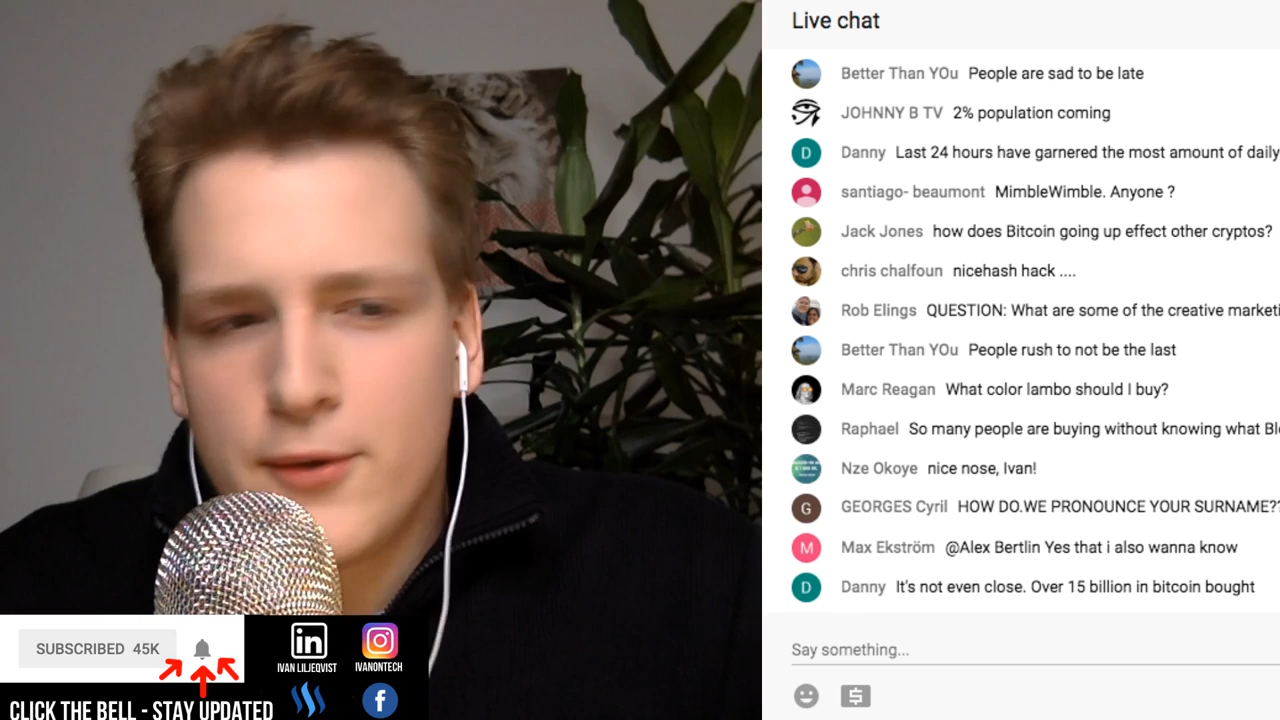 Live chat
Better Than YOu People are sad to be late
JOHNNY B TV 2% population coming
D Danny Last 24 hours have garnered the most amount of daily
santiago- beaumont MimbleWimble. Anyone ?
Jack Jones how does Bitcoin going up effect other cryptos?
chris chalfoun nicehash hack ....
Rob Elings QUESTION: What are some of the creative marketi
Better Than YOu People rush to not be the last
Marc Reagan What color lambo should I buy?
Raphael So many people are buying without knowing what Bl
Nze Okoye nice nose, Ivan!
G GEORGES Cyril HOW DO.WE PRONOUNCE YOUR SURNAME??
M Max Ekström @Alex Bertlin Yes that i also wanna know
D Danny It's not even close. Over 15 billion in bitcoin bought
Say something...
SUBSCRIBED 45K
in
IVAN LILJEQVIST IVANONTECH
f
CLICK THE BELL - STAY UPDATED